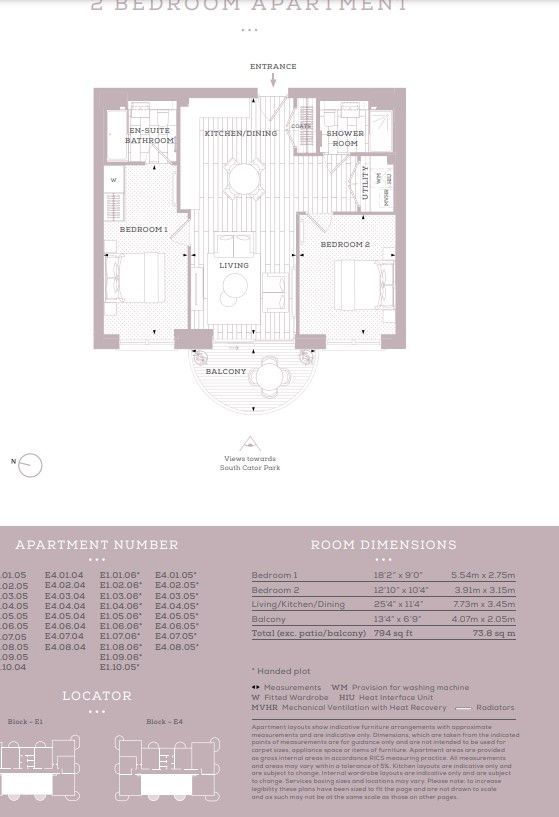 2 BEDROOM APARTMENT
ENTRANCE
EN-SUITE
BATHROOM
KITCHEN/DINING
COATS
SHOWER
ROOM
W
UTILITY
WM
HIU
MVHR
BEDROOM 1
BEDROOM 2
LIVING
BALCONY
N
Views towards
South Cator Park
APARTMENT NUMBER
.01.05 E4.01.04 E1.01.06* E4.01.05*
.02.05 E4.02.04 E1.02.06* E4.02.05*
.03.05 E4.03.04 E1.03.06* E4.03.05*
.04.05 E4.04.04 E1.04.06* E4.04.05*
.05.05 E4.05.04 E1.05.06* E4.05.05*
.06.05 E4.06.04 E1.06.06* E4.06.05*
.07.05 E4.07.04 E1.07.06* E4.07.05*
.08.05 E4.08.04 E1.08.06* E4.08.05*
.09.05 E1.09.06*
.10.04 E1.10.05*
LOCATOR
Block – E1
Block – E4
ROOM DIMENSIONS
Bedroom 1 18'2" x 9'0" 5.54m x 2.75m
Bedroom 2 12'10" x 10'4" 3.91m x 3.15m
Living/Kitchen/Dining 25'4" x 11'4" 7.73m x 3.45m
Balcony 13'4" x 6'9" 4.07m x 2.05m
Total (exc. patio/balcony) 794 sq ft 73.8 sq m
* Handed plot
Measurements WM Provision for washing machine
W Fitted Wardrobe HIU Heat Interface Unit
MVHR Mechanical Ventilation with Heat Recovery Radiators
Apartment layouts show indicative furniture arrangements with approximate
measurements and are indicative only. Dimensions, which are taken from the indicated
points of measurements are for guidance only and are not intended to be used for
carpet sizes, appliance space or items of furniture. Apartment areas are provided
as gross internal areas in accordance RICS measuring practice. All measurements
and areas may vary within a tolerance of 5%. Kitchen layouts are indicative only and
are subject to change. Internal wardrobe layouts are indicative only and are subject
to change. Services boxing sizes and locations may vary. Please note: to increase
legibility these plans have been sized to fit the page and are not drawn to scale
and as such may not be at the same scale as those on other pages.